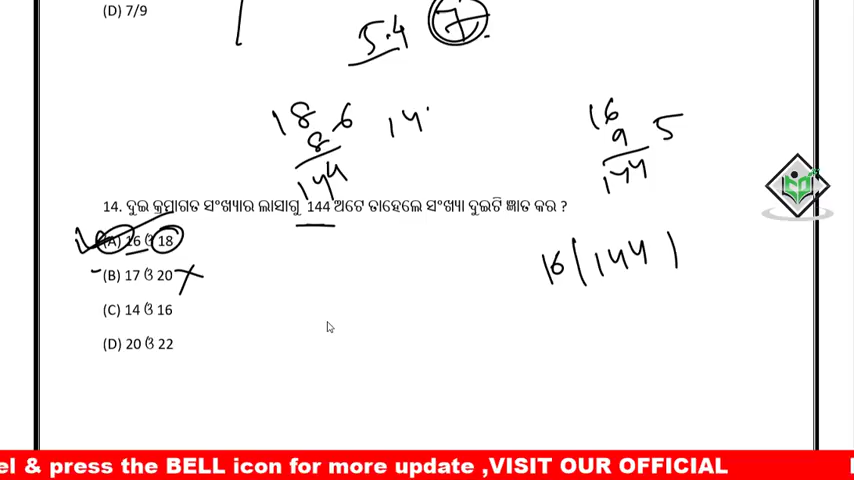 (D) 7/9
5.4
18 6 14
8
144
16
9 5
144
14. ଦୁଇ କ୍ରମାଗତ ସଂଖ୍ୟାର ଲାସାଗୁ 144 ଅଟେ ତାହେଲେ ସଂଖ୍ୟା ଦୁଇଟି ଜ୍ଞାତ କର ?
(A) 16 ଓ 18
(B) 17 ଓ 20
(C) 14 ଓ 16
(D) 20 ଓ 22
16(144)
el & press the BELL icon for more update ,VISIT OUR OFFICIAL